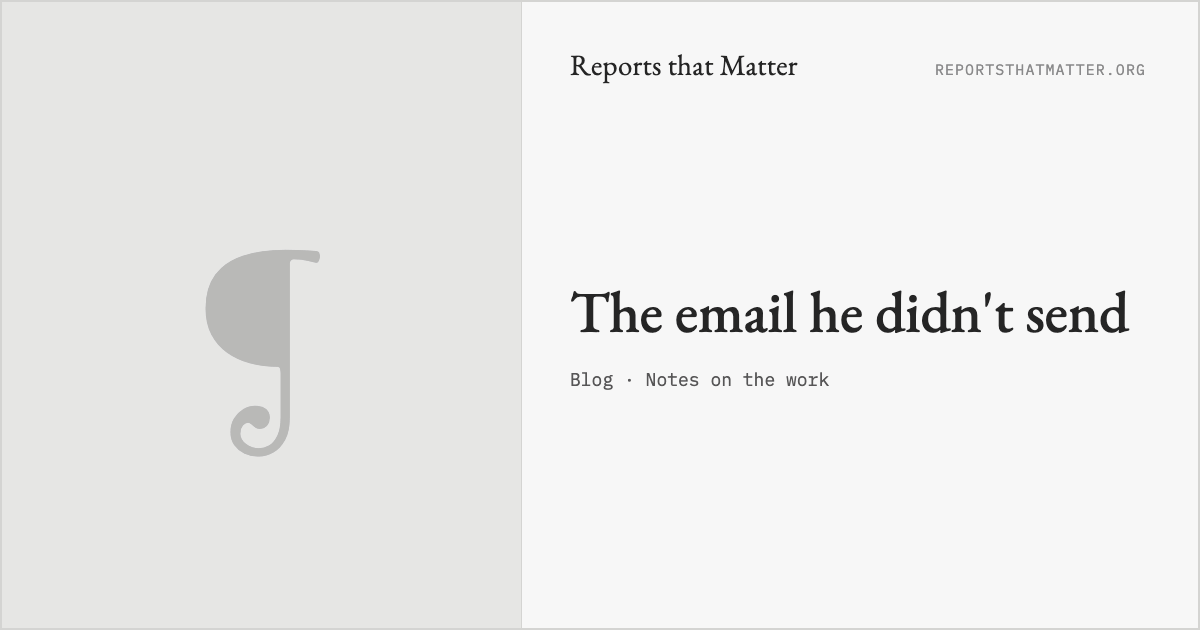 Reports that Matter
REPORTSTHATMATTER.ORG
The email he didn't send
Blog · Notes on the work